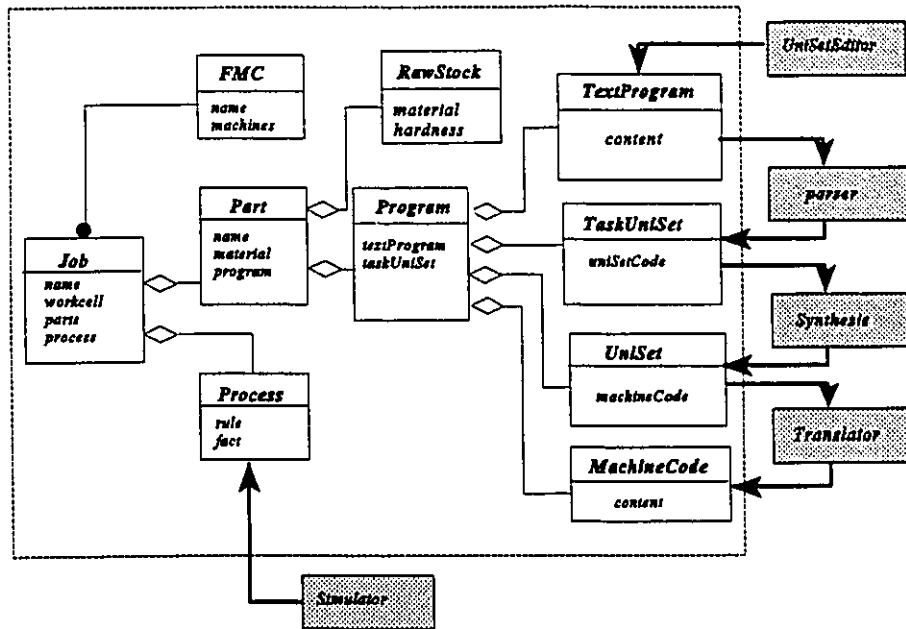 UniSetEditor
FMC
name
machines
RawStock
material
hardness
TextProgram
content
parser
Part
name
material
program
Program
textProgram
taskUniSet
TaskUniSet
uniSetCode
Job
name
workcell
parts
process
Synthesis
UniSet
machineCode
Process
rule
fact
Translator
MachineCode
content
Simulator